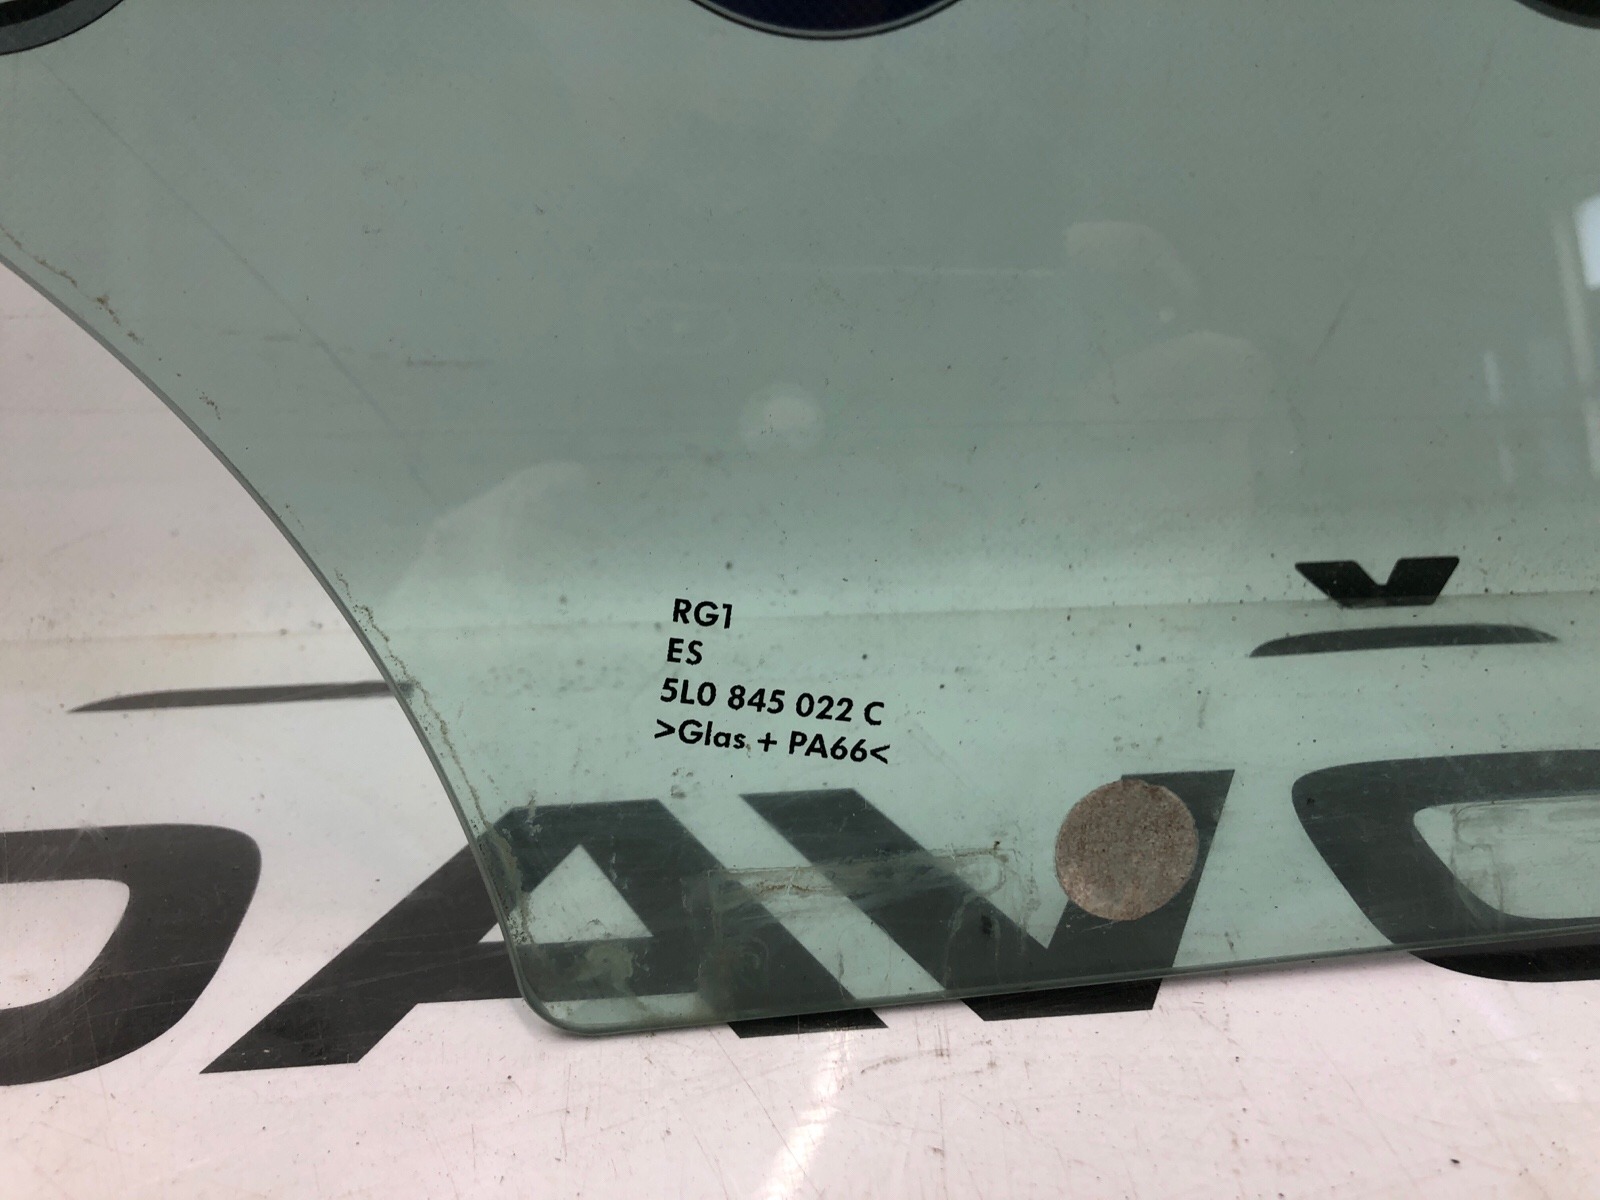 RG1
ES
5L0 845 022 C
>Glas + PA66<